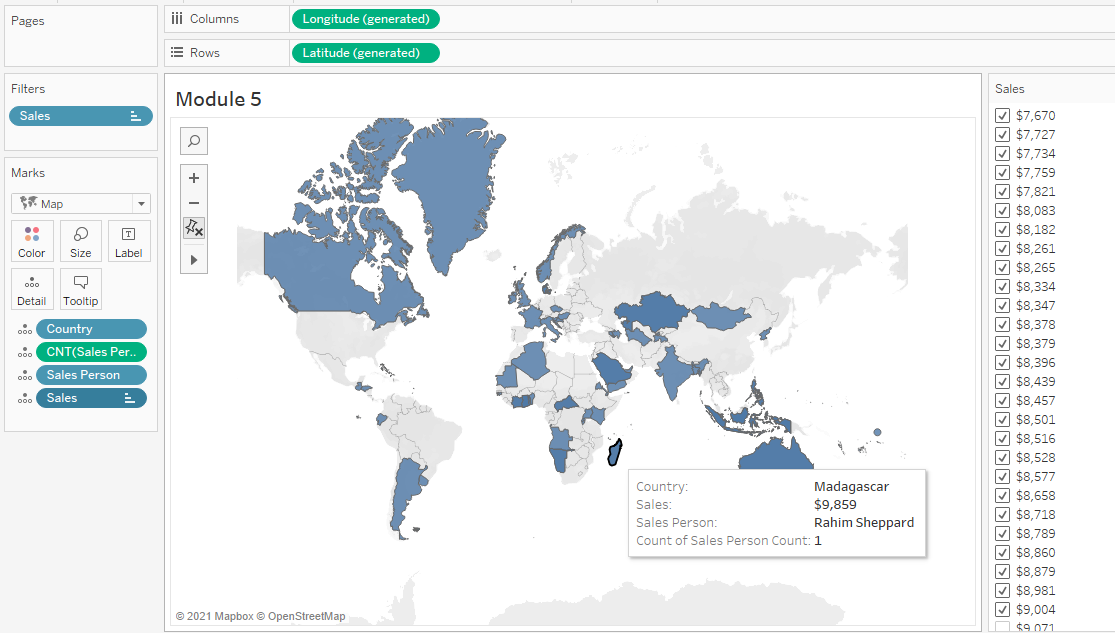 Pages
Columns
Longitude (generated)
Rows
Latitude (generated)
Filters
Sales
Marks
Map
Color
Size
Label
Detail
Tooltip
Country
CNT(Sales Per..
Sales Person
Sales
Module 5
Country: Madagascar
Sales: $9,859
Sales Person: Rahim Sheppard
Count of Sales Person Count: 1
© 2021 Mapbox © OpenStreetMap
Sales
$7,670
$7,727
$7,734
$7,759
$7,821
$8,083
$8,182
$8,261
$8,265
$8,334
$8,347
$8,378
$8,379
$8,396
$8,439
$8,457
$8,501
$8,516
$8,528
$8,577
$8,658
$8,718
$8,789
$8,860
$8,879
$8,981
$9,004
$9,071